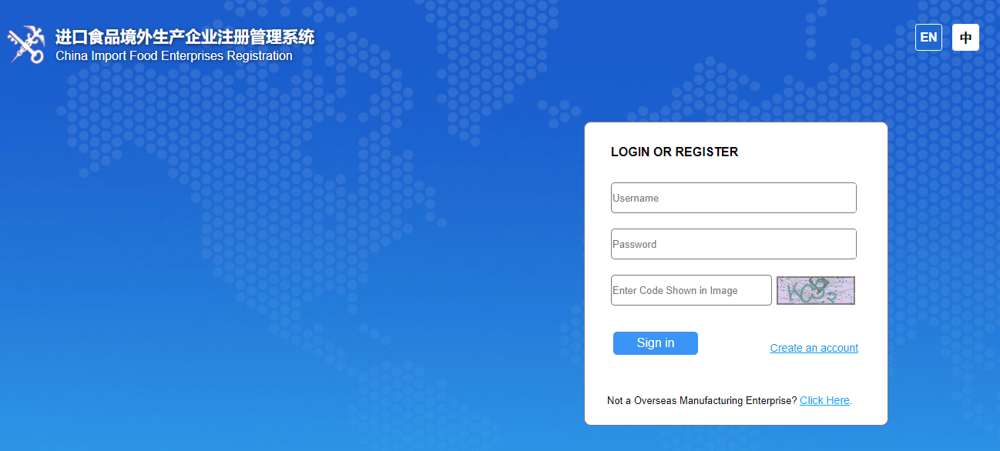 进口食品境外生产企业注册管理系统
China Import Food Enterprises Registration
EN 中
LOGIN OR REGISTER
Username
Password
Enter Code Shown in Image
Sign in
Create an account
Not a Overseas Manufacturing Enterprise? Click Here.